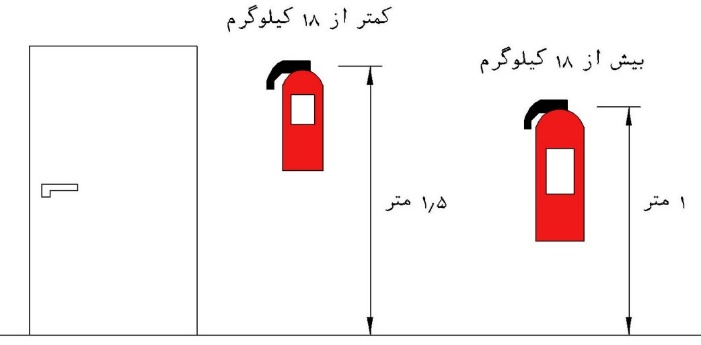 کمتر از ۱۸ کیلوگرم
بیش از ۱۸ کیلوگرم
۱٫۵ متر
۱ متر